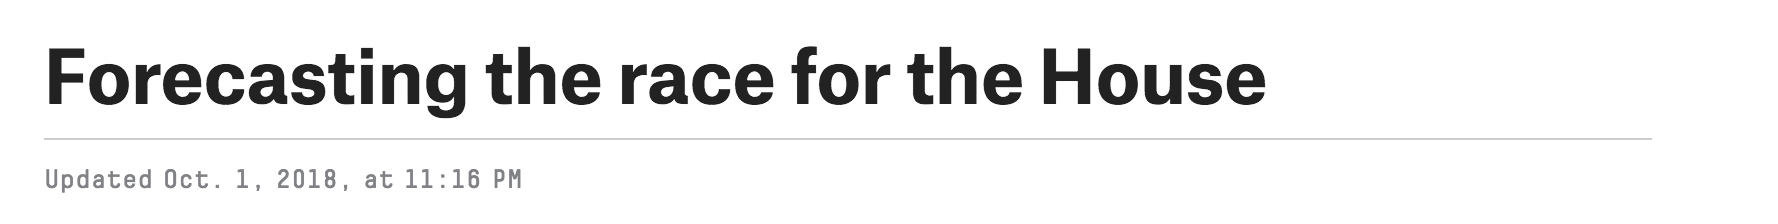 Forecasting the race for the House
Updated Oct. 1, 2018, at 11:16 PM